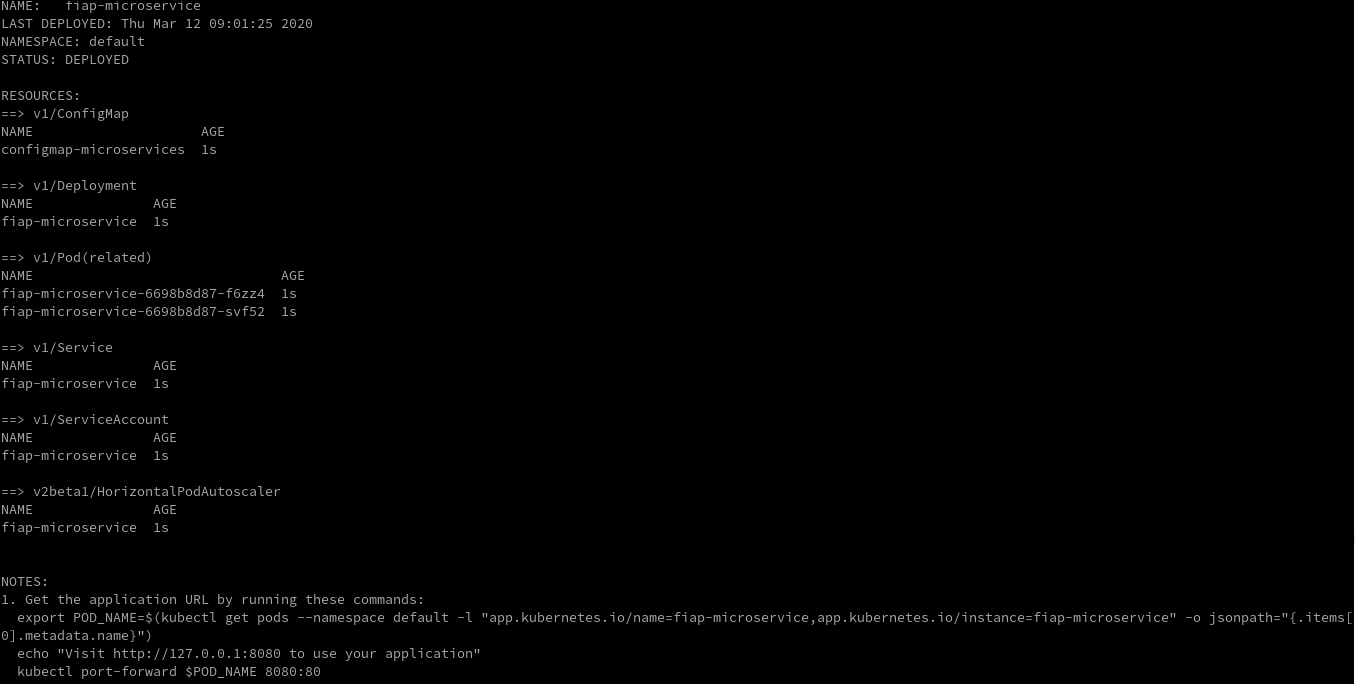 NAME:   fiap-microservice
LAST DEPLOYED: Thu Mar 12 09:01:25 2020
NAMESPACE: default
STATUS: DEPLOYED

RESOURCES:
==> v1/ConfigMap
NAME                     AGE
configmap-microservices  1s

==> v1/Deployment
NAME               AGE
fiap-microservice  1s

==> v1/Pod(related)
NAME                               AGE
fiap-microservice-6698b8d87-f6zz4  1s
fiap-microservice-6698b8d87-svf52  1s

==> v1/Service
NAME               AGE
fiap-microservice  1s

==> v1/ServiceAccount
NAME               AGE
fiap-microservice  1s

==> v2beta1/HorizontalPodAutoscaler
NAME               AGE
fiap-microservice  1s


NOTES:
1. Get the application URL by running these commands:
  export POD_NAME=$(kubectl get pods --namespace default -l "app.kubernetes.io/name=fiap-microservice,app.kubernetes.io/instance=fiap-microservice" -o jsonpath="{.items[
0].metadata.name}")
  echo "Visit http://127.0.0.1:8080 to use your application"
  kubectl port-forward $POD_NAME 8080:80